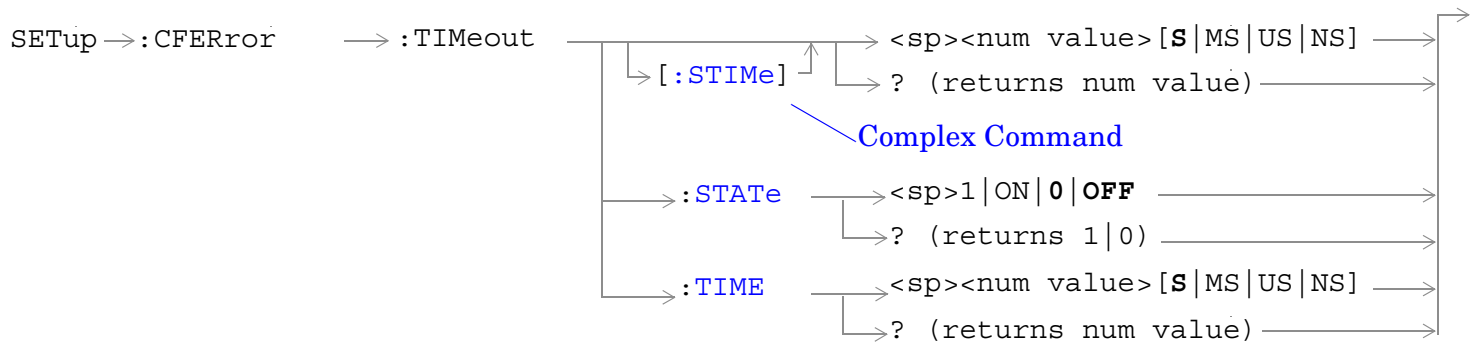 SETup :CFERror :TIMeout <sp><num value>[S|MS|US|NS]
[:STIMe] ? (returns num value)
Complex Command
:STATe <sp>1|ON|0|OFF
? (returns 1|0)
:TIME <sp><num value>[S|MS|US|NS]
? (returns num value)